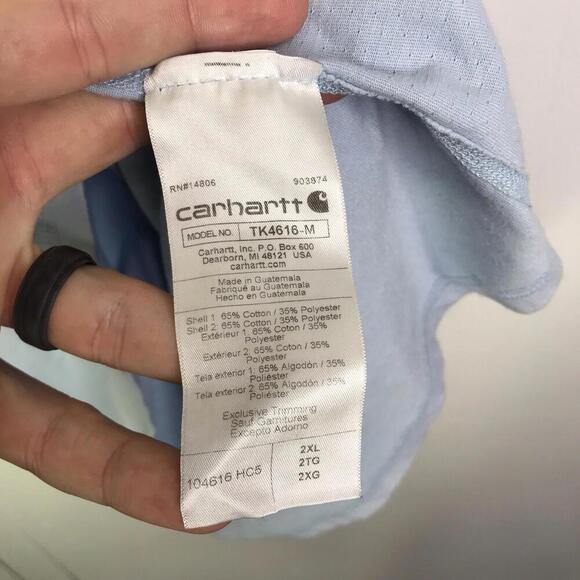 RN#14806 903874
carhartt
MODEL NO. TK4616-M
Carhartt, Inc. P.O. Box 600
Dearborn, MI 48121 USA
carhartt.com
Made in Guatemala
Fabriqué au Guatemala
Hecho en Guatemala
Shell 1: 65% Cotton / 35% Polyester
Shell 2: 65% Cotton / 35% Polyester
Extérieur 1: 65% Coton / 35%
Polyester
Extérieur 2: 65% Coton / 35%
Polyester
Tela exterior 1: 65% Algodón / 35%
Poliéster
Tela exterior 2: 65% Algodón / 35%
Poliéster
Exclusive Trimming
Sauf Garnitures
Excepto Adorno
104616 HC5
2XL
2TG
2XG